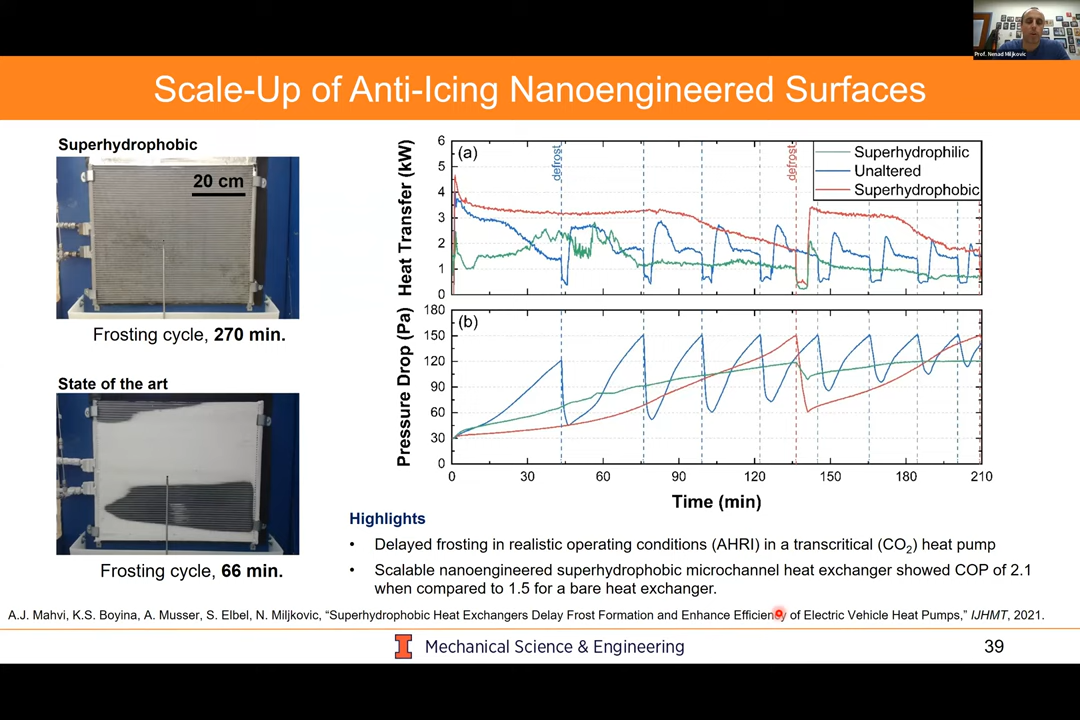 Prof. Nenad Miljkovic
Scale-Up of Anti-Icing Nanoengineered Surfaces
Superhydrophobic
20 cm
Frosting cycle, 270 min.
State of the art
Frosting cycle, 66 min.
Heat Transfer (kW)
6
5
4
3
2
1
0
(a)
defrost
defrost
Superhydrophilic
Unaltered
Superhydrophobic
Pressure Drop (Pa)
180
150
120
90
60
30
0
(b)
0 30 60 90 120 150 180 210
Time (min)
Highlights
• Delayed frosting in realistic operating conditions (AHRI) in a transcritical (CO₂) heat pump
• Scalable nanoengineered superhydrophobic microchannel heat exchanger showed COP of 2.1
when compared to 1.5 for a bare heat exchanger.
A.J. Mahvi, K.S. Boyina, A. Musser, S. Elbel, N. Miljkovic, “Superhydrophobic Heat Exchangers Delay Frost Formation and Enhance Efficiency of Electric Vehicle Heat Pumps,” IJHMT, 2021.
I
Mechanical Science & Engineering
39